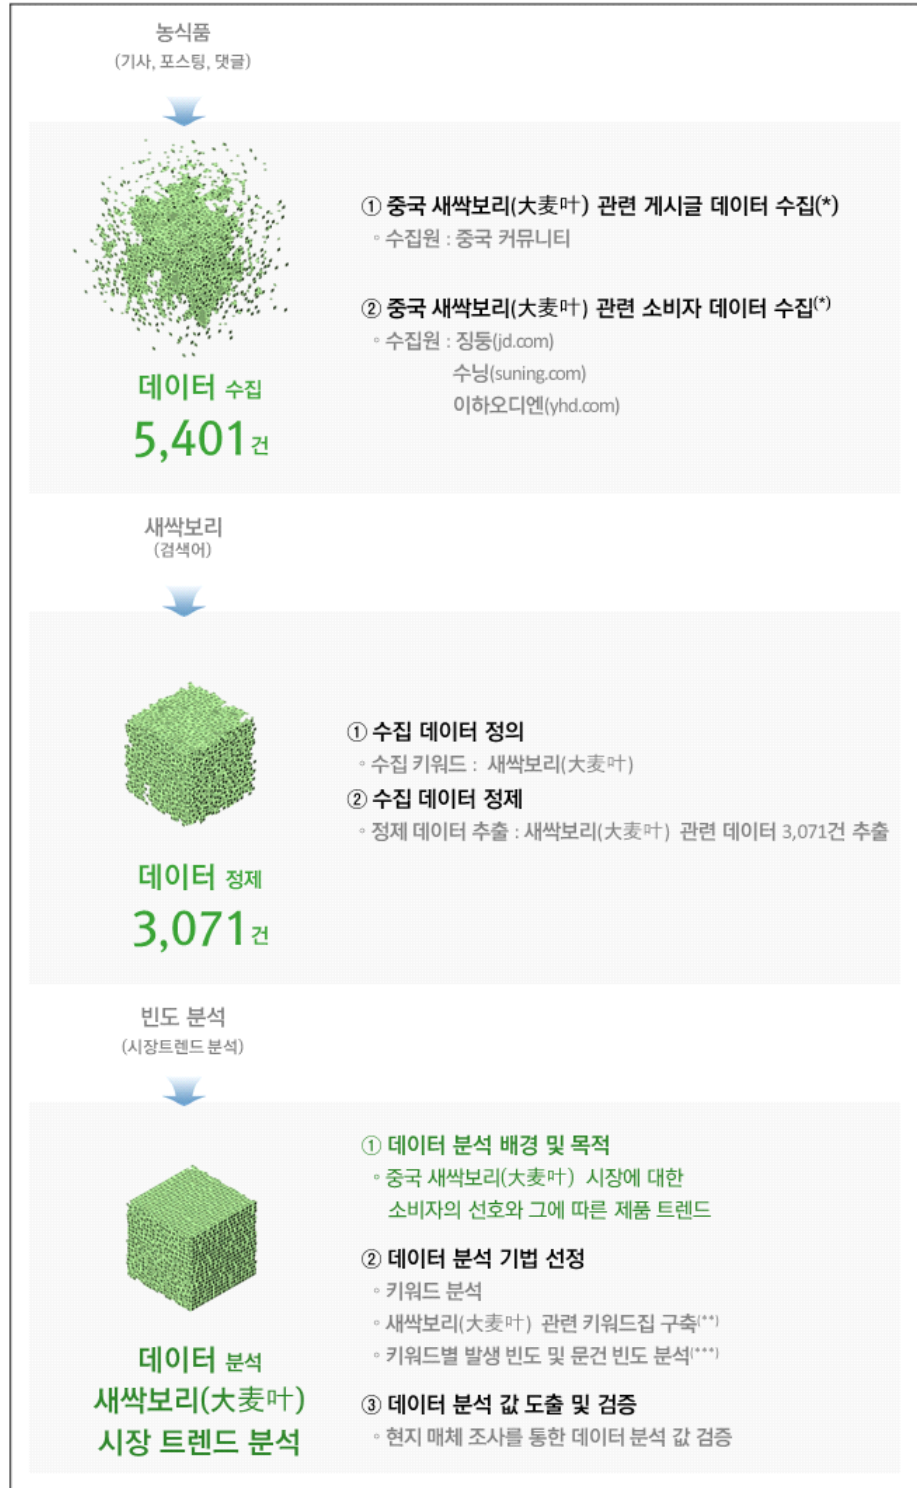 농식품
(기사, 포스팅, 댓글)
① 중국 새싹보리(大麦叶) 관련 게시글 데이터 수집(*)
◦ 수집원 : 중국 커뮤니티
② 중국 새싹보리(大麦叶) 관련 소비자 데이터 수집(*)
◦ 수집원 : 징둥(jd.com)
수닝(suning.com)
이하오디엔(yhd.com)
데이터 수집
5,401건
새싹보리
(검색어)
① 수집 데이터 정의
◦ 수집 키워드 : 새싹보리(大麦叶)
② 수집 데이터 정제
◦ 정제 데이터 추출 : 새싹보리(大麦叶) 관련 데이터 3,071건 추출
데이터 정제
3,071건
빈도 분석
(시장트렌드 분석)
① 데이터 분석 배경 및 목적
◦ 중국 새싹보리(大麦叶) 시장에 대한
소비자의 선호와 그에 따른 제품 트렌드
② 데이터 분석 기법 선정
◦ 키워드 분석
◦ 새싹보리(大麦叶) 관련 키워드집 구축(**)
◦ 키워드별 발생 빈도 및 문건 빈도 분석(***)
③ 데이터 분석 값 도출 및 검증
◦ 현지 매체 조사를 통한 데이터 분석 값 검증
데이터 분석
새싹보리(大麦叶)
시장 트렌드 분석